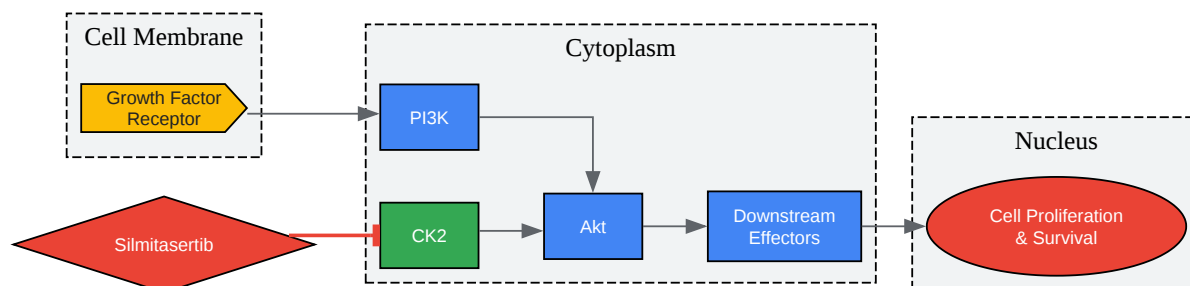 Cell Membrane
Growth Factor
Receptor
Silmitasertib
Cytoplasm
PI3K
CK2
Akt
Downstream
Effectors
Nucleus
Cell Proliferation
& Survival